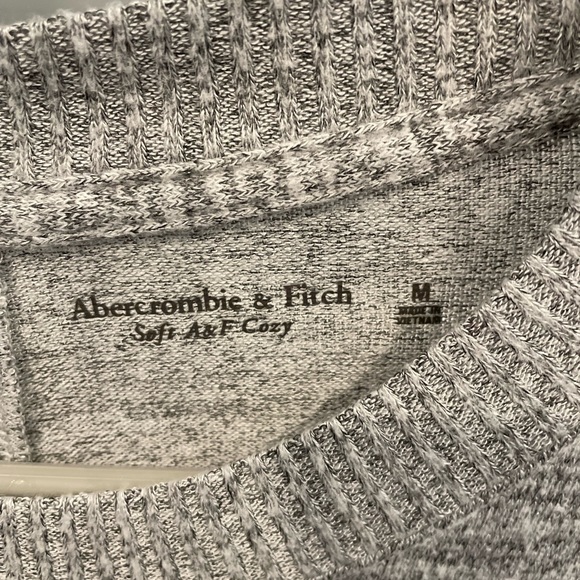 Abercrombie & Fitch
Soft A&F Cozy
M
MADE IN
VIETNAM